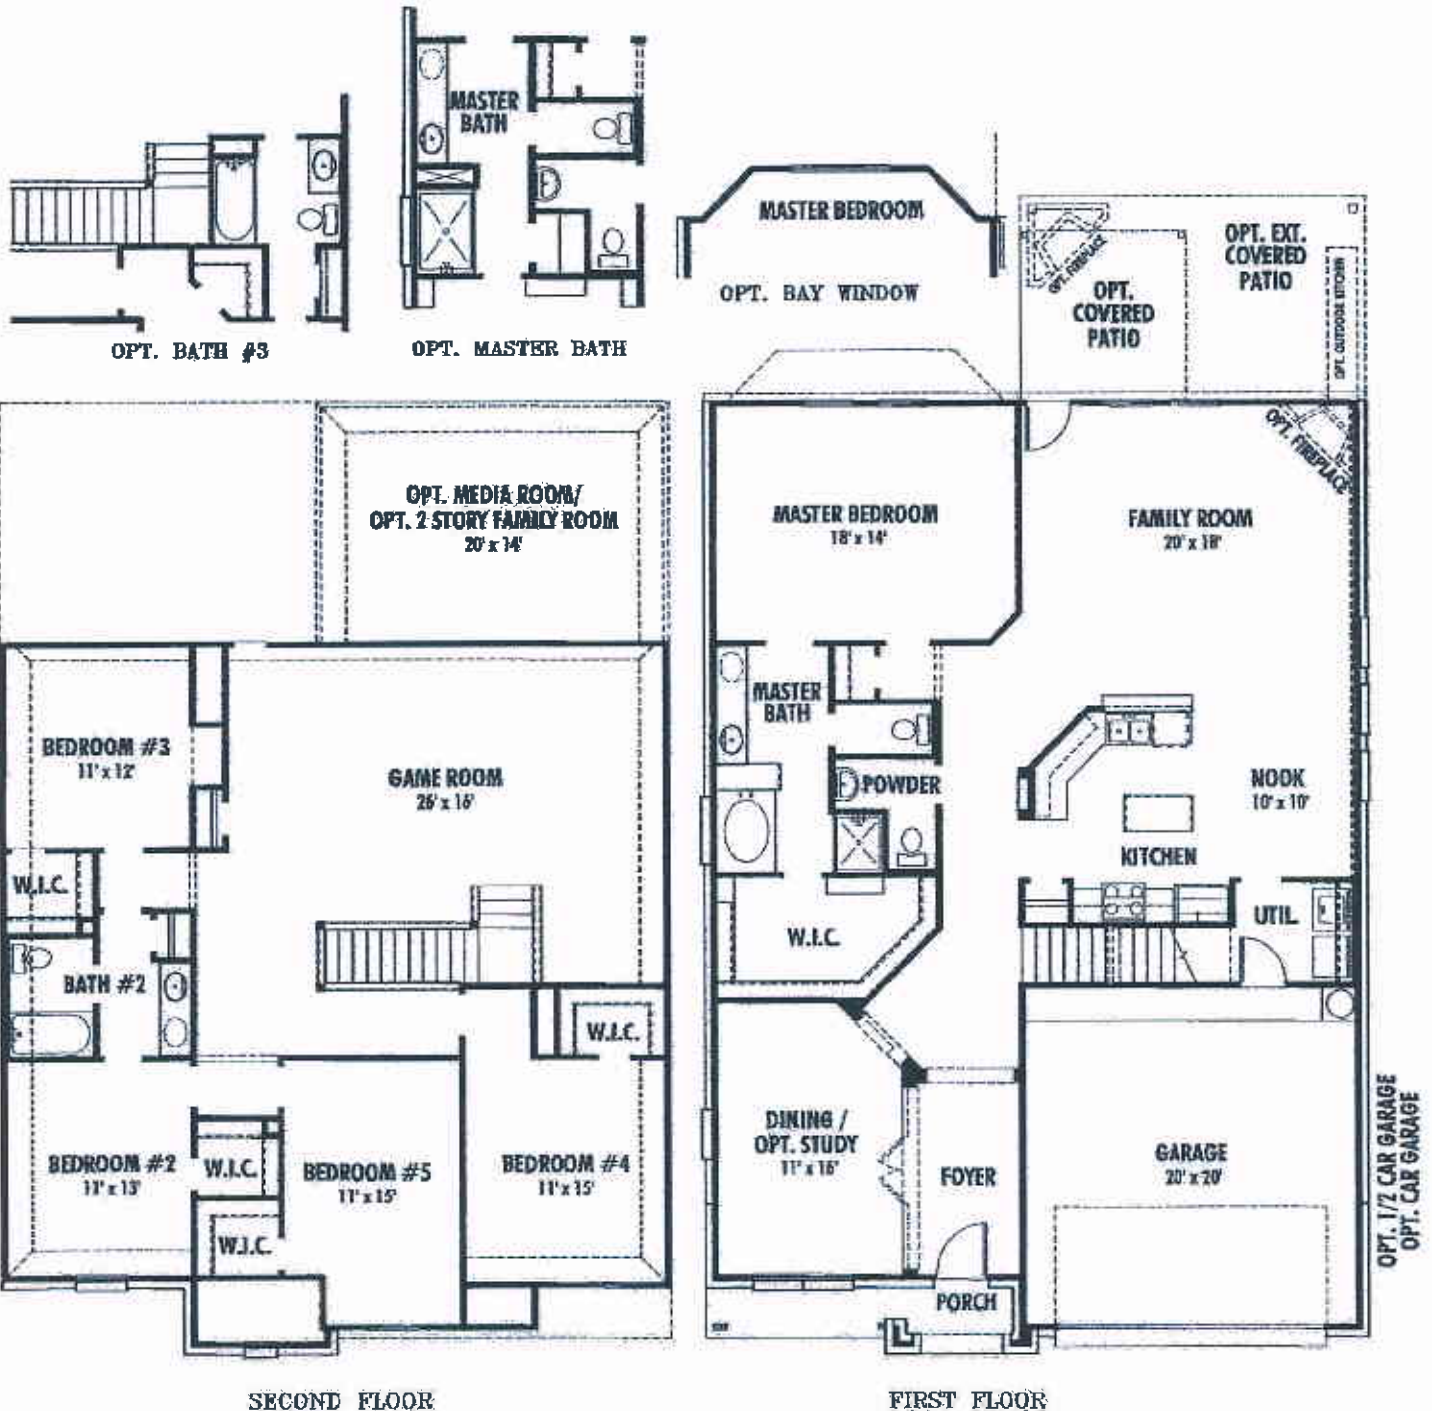 MASTER
BATH
OPT. BATH #3
OPT. MASTER BATH
MASTER BEDROOM
OPT. BAY WINDOW
OPT. FIREPLACE
OPT.
COVERED
PATIO
OPT. EXT.
COVERED
PATIO
OPT. OUTDOOR KITCHEN
OPT. MEDIA ROOM/
OPT. 2 STORY FAMILY ROOM
20' x 14'
BEDROOM #3
11' x 12'
GAME ROOM
26' x 16'
W.I.C.
BATH #2
W.I.C.
BEDROOM #2
11' x 13'
W.I.C.
BEDROOM #5
11' x 15'
BEDROOM #4
11' x 15'
W.I.C.
SECOND FLOOR
MASTER BEDROOM
18' x 14'
FAMILY ROOM
20' x 18'
OPT. FIREPLACE
MASTER
BATH
POWDER
NOOK
10' x 10'
KITCHEN
W.I.C.
UTIL.
DINING /
OPT. STUDY
11' x 16'
FOYER
GARAGE
20' x 20'
OPT. 1/2 CAR GARAGE
OPT. CAR GARAGE
PORCH
FIRST FLOOR